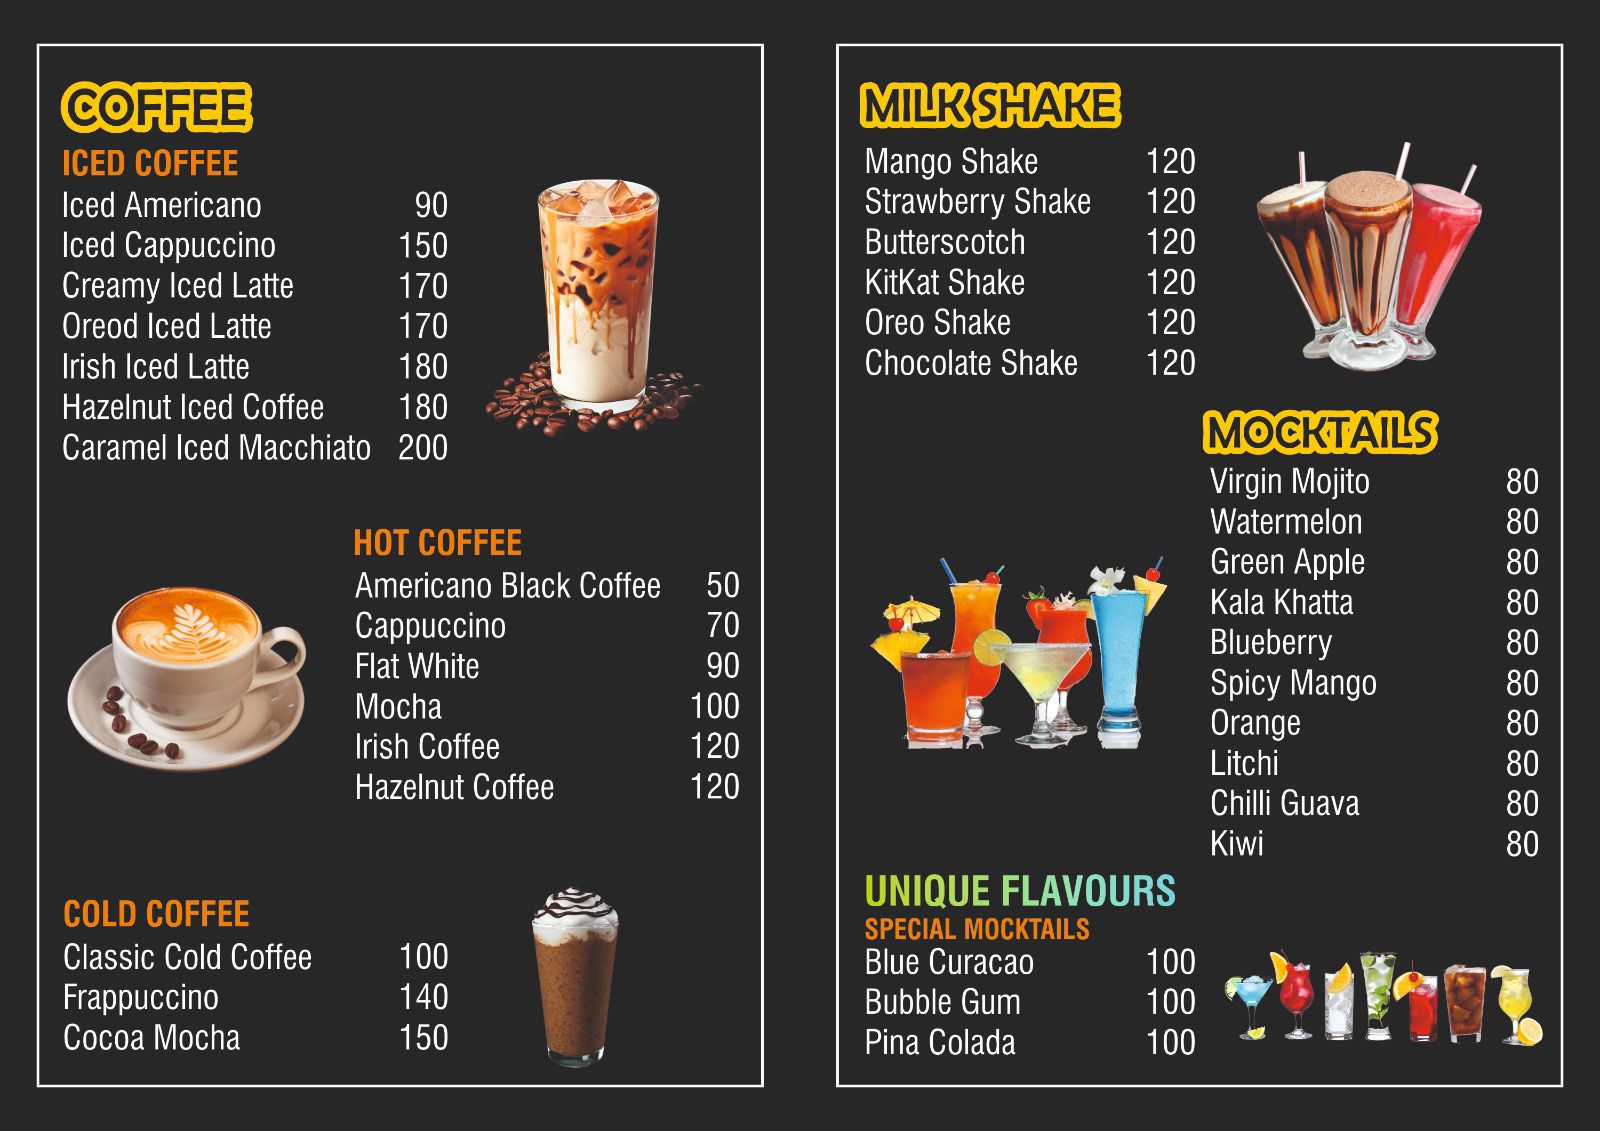 COFFEE
ICED COFFEE
Iced Americano 90
Iced Cappuccino 150
Creamy Iced Latte 170
Oreod Iced Latte 170
Irish Iced Latte 180
Hazelnut Iced Coffee 180
Caramel Iced Macchiato 200
HOT COFFEE
Americano Black Coffee 50
Cappuccino 70
Flat White 90
Mocha 100
Irish Coffee 120
Hazelnut Coffee 120
COLD COFFEE
Classic Cold Coffee 100
Frappuccino 140
Cocoa Mocha 150
MILK SHAKE
Mango Shake 120
Strawberry Shake 120
Butterscotch 120
KitKat Shake 120
Oreo Shake 120
Chocolate Shake 120
MOCKTAILS
Virgin Mojito 80
Watermelon 80
Green Apple 80
Kala Khatta 80
Blueberry 80
Spicy Mango 80
Orange 80
Litchi 80
Chilli Guava 80
Kiwi 80
UNIQUE FLAVOURS
SPECIAL MOCKTAILS
Blue Curacao 100
Bubble Gum 100
Pina Colada 100